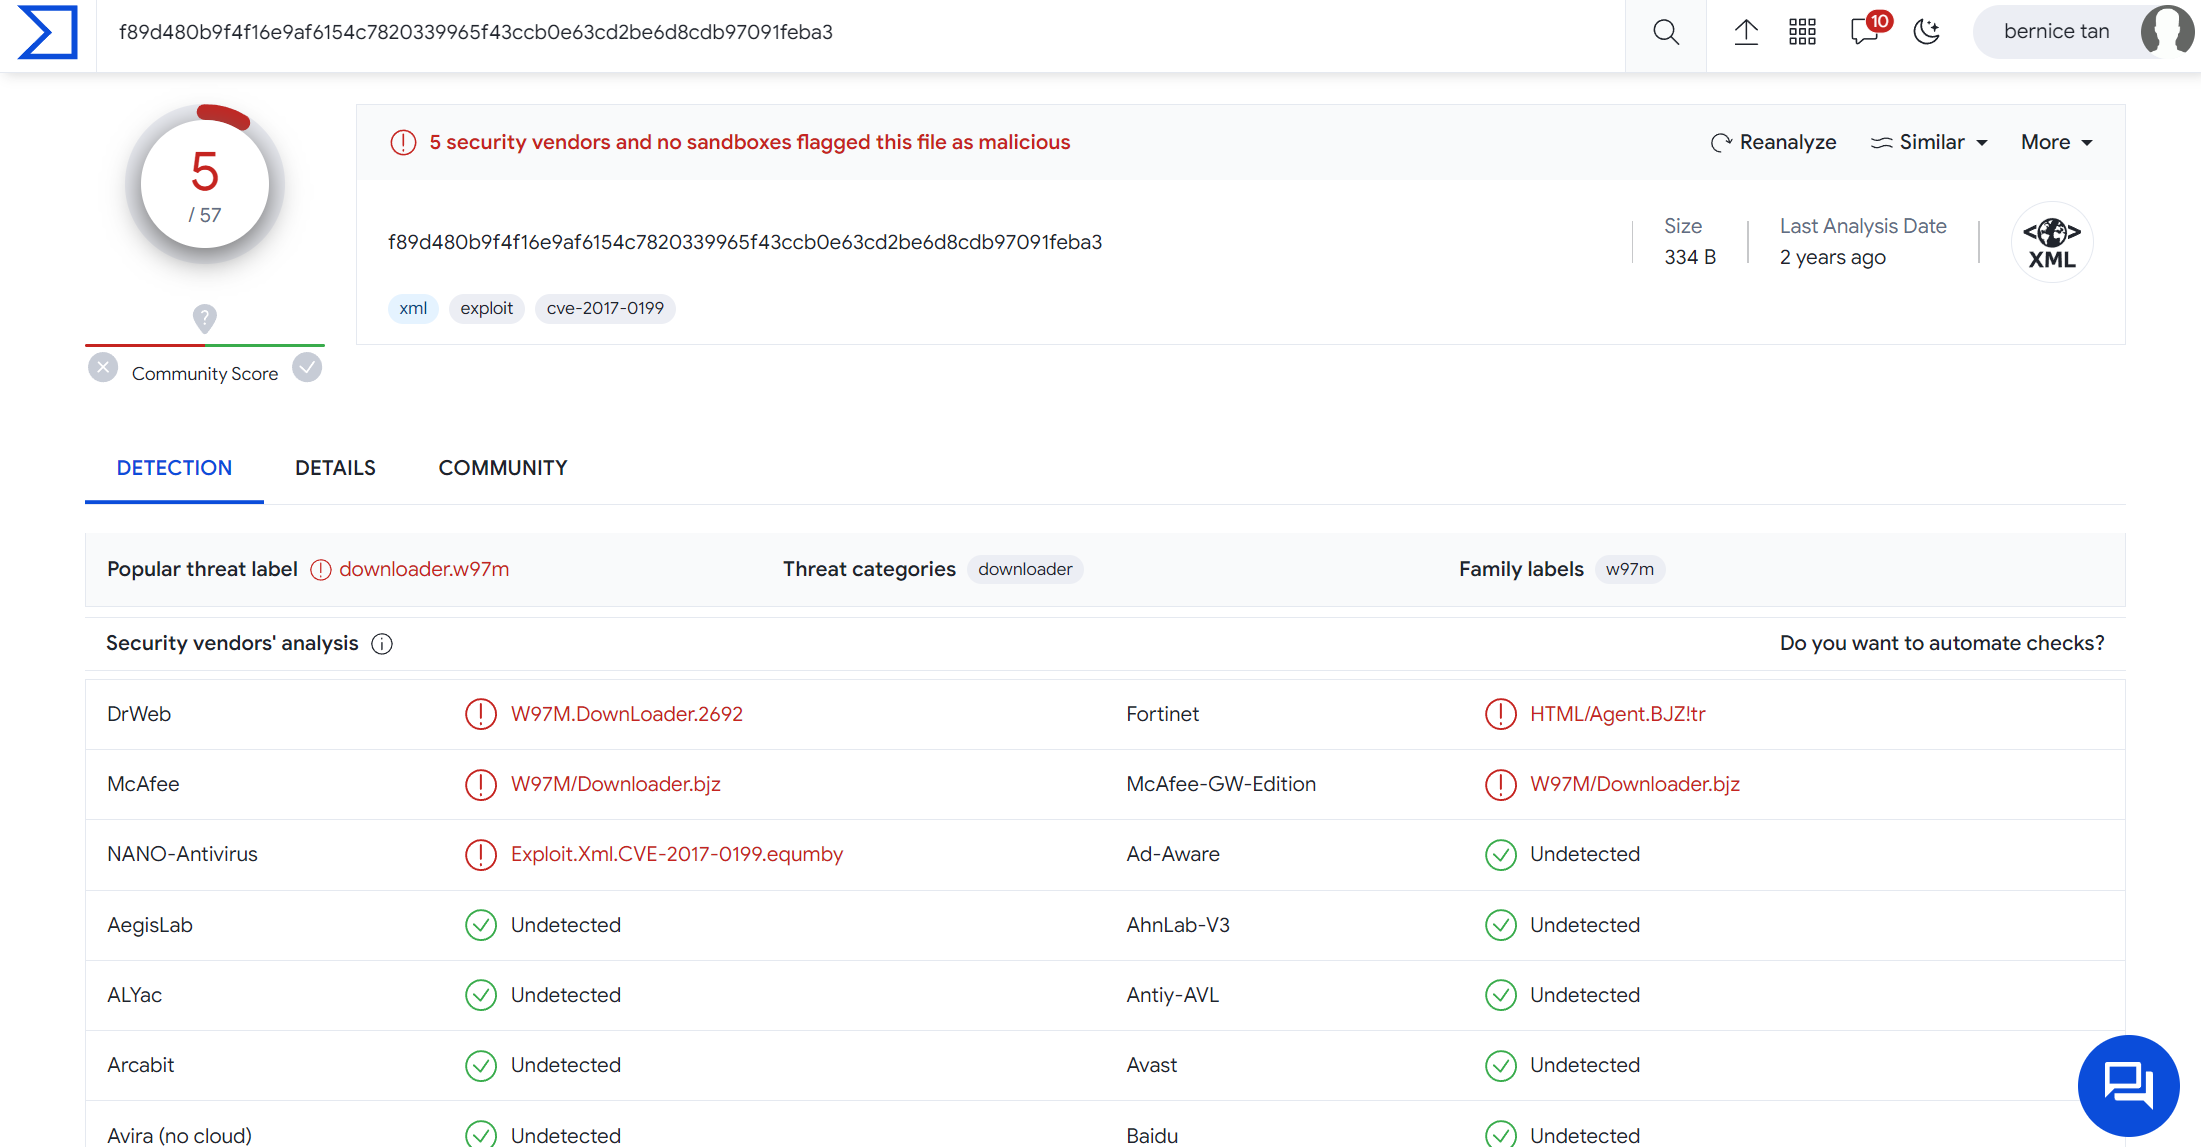 f89d480b9f4f16e9af6154c7820339965f43ccb0e63cd2be6d8cdb97091feba3
10
bernice tan
5
/ 57
Community Score
5 security vendors and no sandboxes flagged this file as malicious
Reanalyze
Similar
More
f89d480b9f4f16e9af6154c7820339965f43ccb0e63cd2be6d8cdb97091feba3
Size
334 B
Last Analysis Date
2 years ago
XML
xml
exploit
cve-2017-0199
DETECTION
DETAILS
COMMUNITY
Popular threat label
downloader.w97m
Threat categories
downloader
Family labels
w97m
Security vendors' analysis
Do you want to automate checks?
DrWeb
W97M.DownLoader.2692
Fortinet
HTML/Agent.BJZ!tr
McAfee
W97M/Downloader.bjz
McAfee-GW-Edition
W97M/Downloader.bjz
NANO-Antivirus
Exploit.Xml.CVE-2017-0199.equmby
Ad-Aware
Undetected
AegisLab
Undetected
AhnLab-V3
Undetected
ALYac
Undetected
Antiy-AVL
Undetected
Arcabit
Undetected
Avast
Undetected
Avira (no cloud)
Undetected
Baidu
Undetected